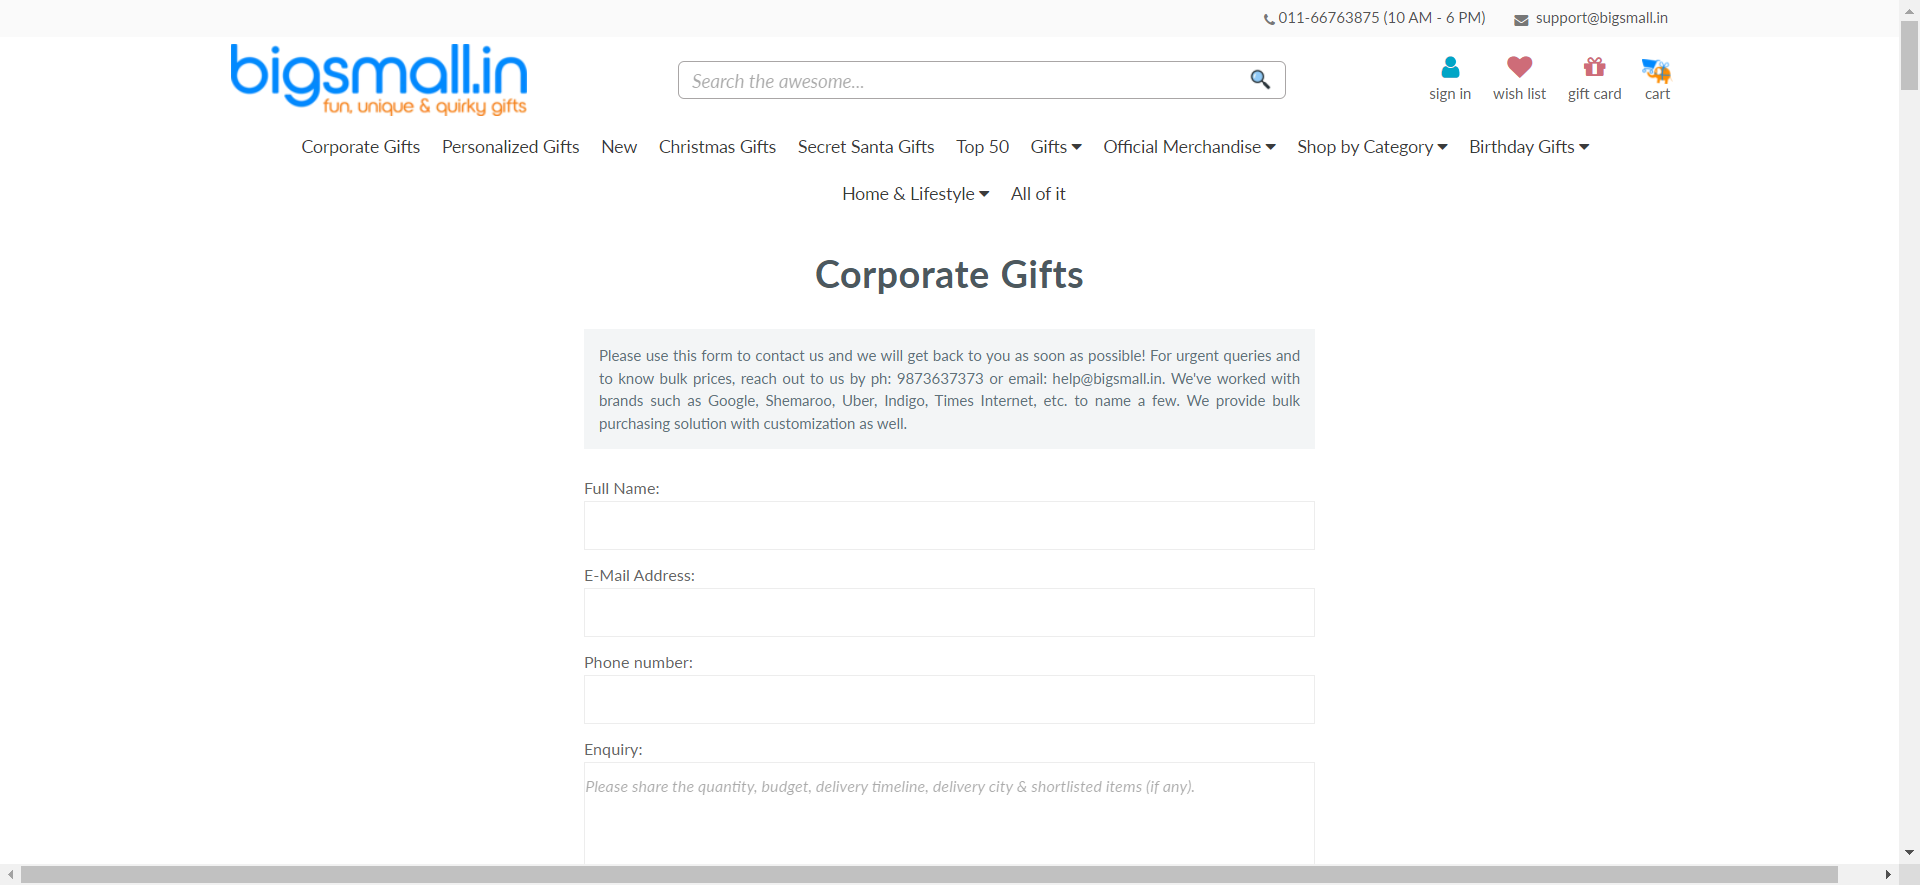 011-66763875 (10 AM - 6 PM) support@bigsmall.in
bigsmall.in
fun, unique & quirky gifts
Search the awesome...
sign in wish list gift card cart
Corporate Gifts Personalized Gifts New Christmas Gifts Secret Santa Gifts Top 50 Gifts Official Merchandise Shop by Category Birthday Gifts
Home & Lifestyle All of it
Corporate Gifts
Please use this form to contact us and we will get back to you as soon as possible! For urgent queries and
to know bulk prices, reach out to us by ph: 9873637373 or email: help@bigsmall.in. We've worked with
brands such as Google, Shemaroo, Uber, Indigo, Times Internet, etc. to name a few. We provide bulk
purchasing solution with customization as well.
Full Name:
E-Mail Address:
Phone number:
Enquiry:
Please share the quantity, budget, delivery timeline, delivery city & shortlisted items (if any).